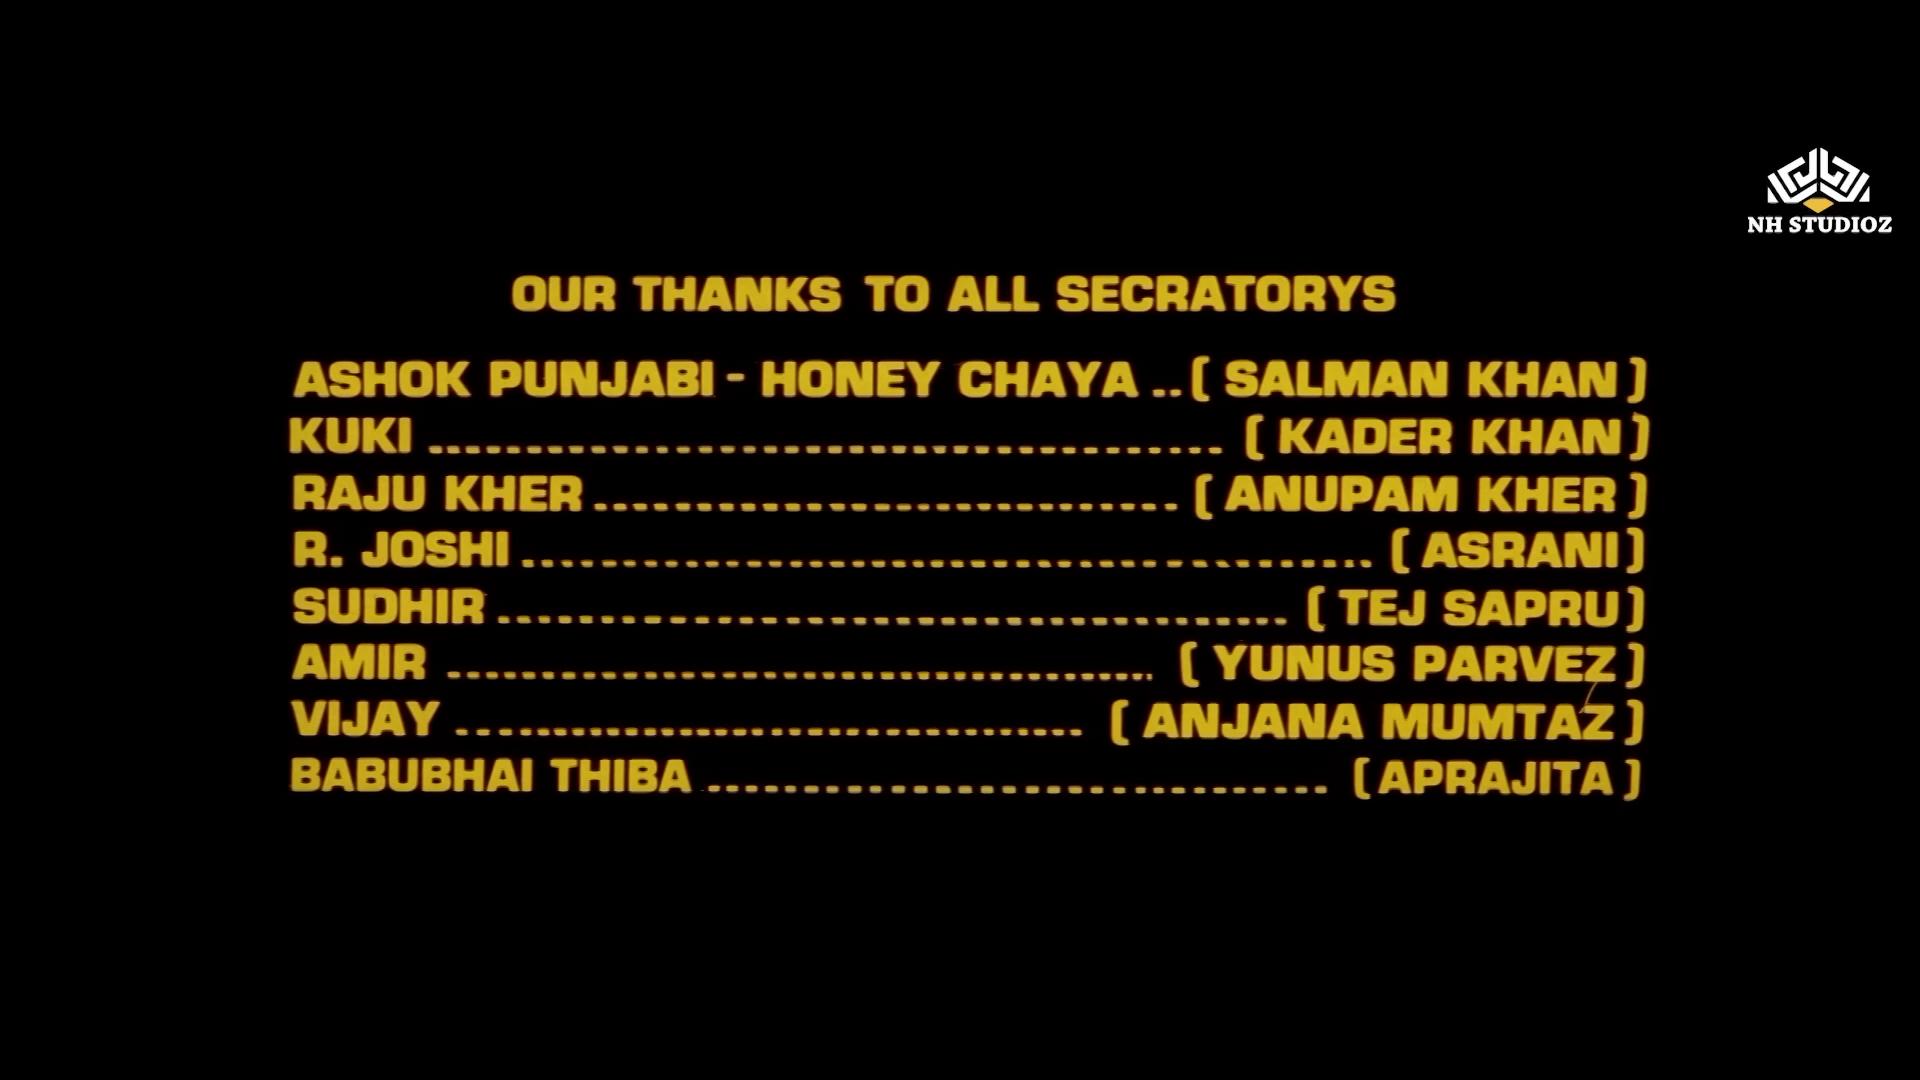 NH STUDIOZ
OUR THANKS TO ALL SECRATORYS
ASHOK PUNJABI - HONEY CHAYA ..( SALMAN KHAN )
KUKI ............................................ ( KADER KHAN )
RAJU KHER ................................ ( ANUPAM KHER )
R. JOSHI ............................................... ( ASRANI )
SUDHIR ............................................ ( TEJ SAPRU )
AMIR ....................................... ( YUNUS PARVEZ )
VIJAY ................................... ( ANJANA MUMTAZ )
BABUBHAI THIBA ................................ ( APRAJITA )